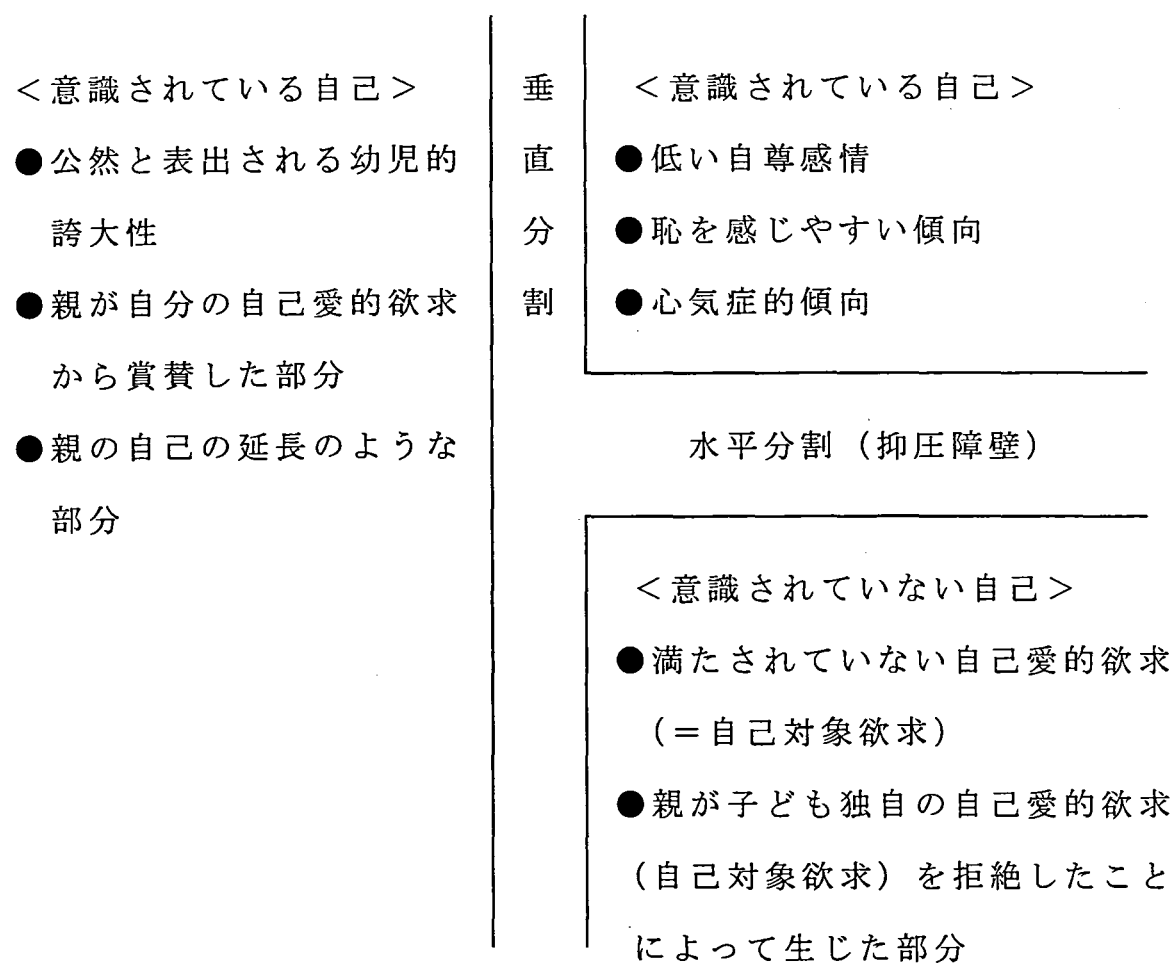 ＜意識されている自己＞
●公然と表出される幼児的
誇大性
●親が自分の自己愛的欲求
から賞賛した部分
●親の自己の延長のような
部分
垂直分割
＜意識されている自己＞
●低い自尊感情
●恥を感じやすい傾向
●心気症的傾向
水平分割（抑圧障壁）
＜意識されていない自己＞
●満たされていない自己愛的欲求
（＝自己対象欲求）
●親が子ども独自の自己愛的欲求
（自己対象欲求）を拒絶したこと
によって生じた部分